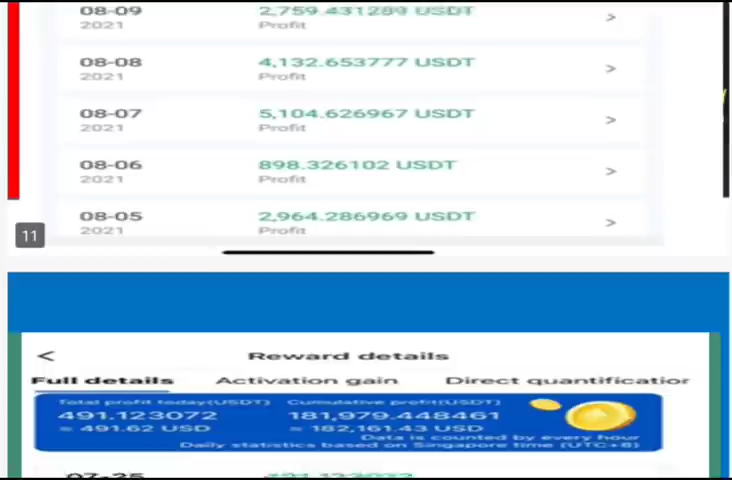 08-09 2,759.431289 USDT
2021 Profit >
08-08 4,132.653777 USDT
2021 Profit >
08-07 5,104.626967 USDT
2021 Profit >
08-06 898.326102 USDT
2021 Profit >
08-05 2,964.286969 USDT
2021 Profit >
11
< Reward details
Full details Activation gain Direct quantification
Total profit today(USDT) Cumulative profit(USDT)
491.123072 181,979.448461
≈ 491.62 USD ≈ 182,161.43 USD
Data is counted by every hour
Daily statistics based on Singapore time (UTC+8)
07-25